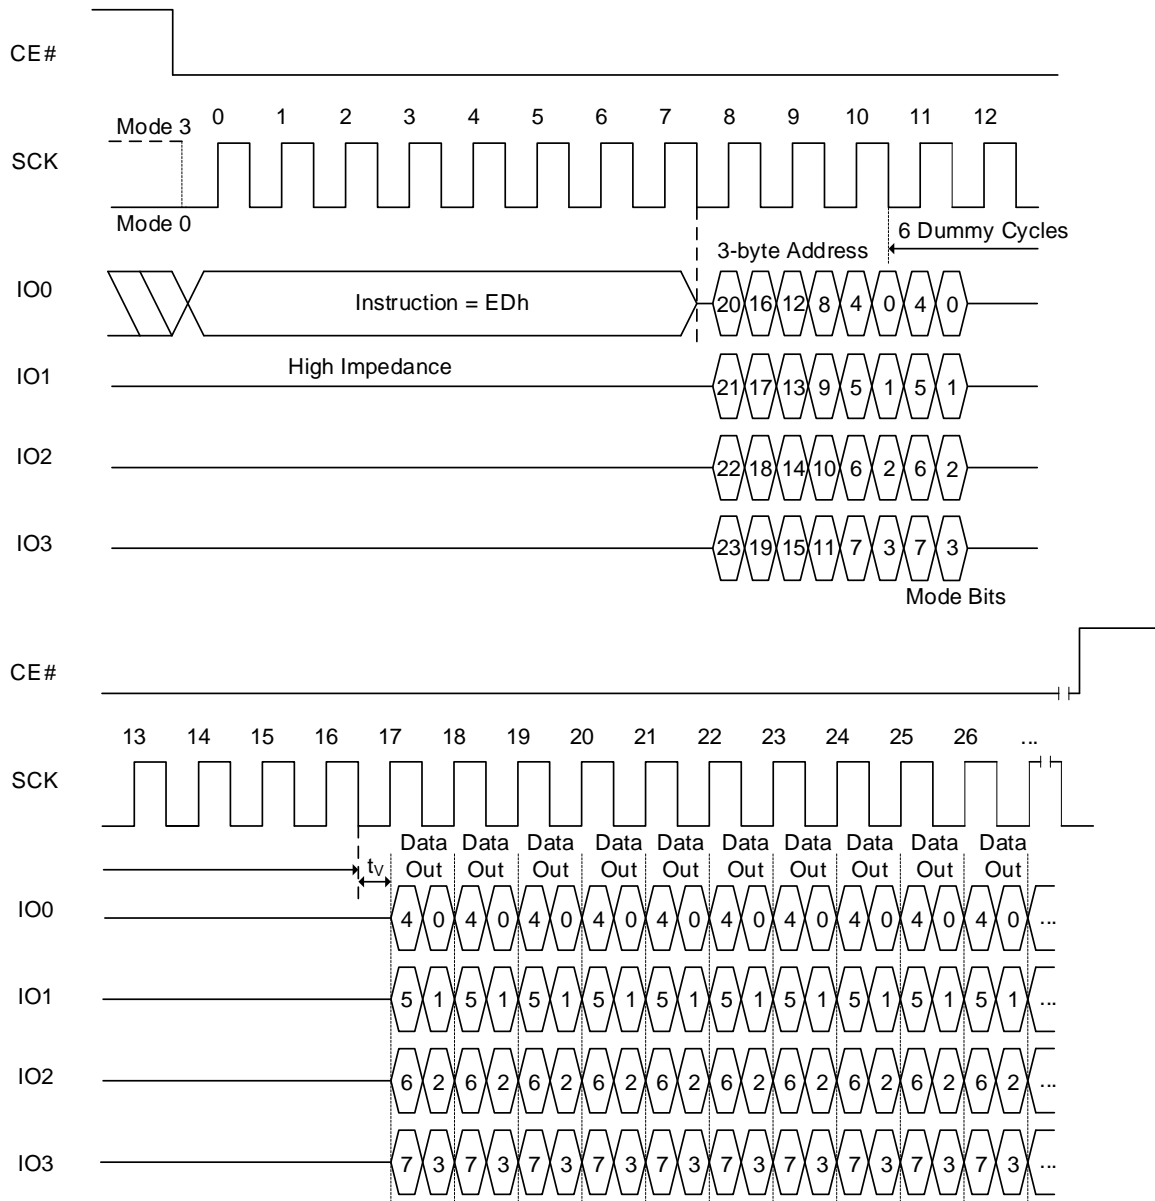 CE#
0 1 2 3 4 5 6 7 8 9 10 11 12
Mode 3
SCK
Mode 0
6 Dummy Cycles
3-byte Address
IO0
Instruction = EDh
20 16 12 8 4 0 4 0
High Impedance
IO1
21 17 13 9 5 1 5 1
IO2
22 18 14 10 6 2 6 2
IO3
23 19 15 11 7 3 7 3
Mode Bits
CE#
13 14 15 16 17 18 19 20 21 22 23 24 25 26 ...
SCK
Data Data Data Data Data Data Data Data Data Data
tV Out Out Out Out Out Out Out Out Out Out
IO0
4 0 4 0 4 0 4 0 4 0 4 0 4 0 4 0 4 0 4 0 ...
IO1
5 1 5 1 5 1 5 1 5 1 5 1 5 1 5 1 5 1 5 1 ...
IO2
6 2 6 2 6 2 6 2 6 2 6 2 6 2 6 2 6 2 6 2 ...
IO3
7 3 7 3 7 3 7 3 7 3 7 3 7 3 7 3 7 3 7 3 ...